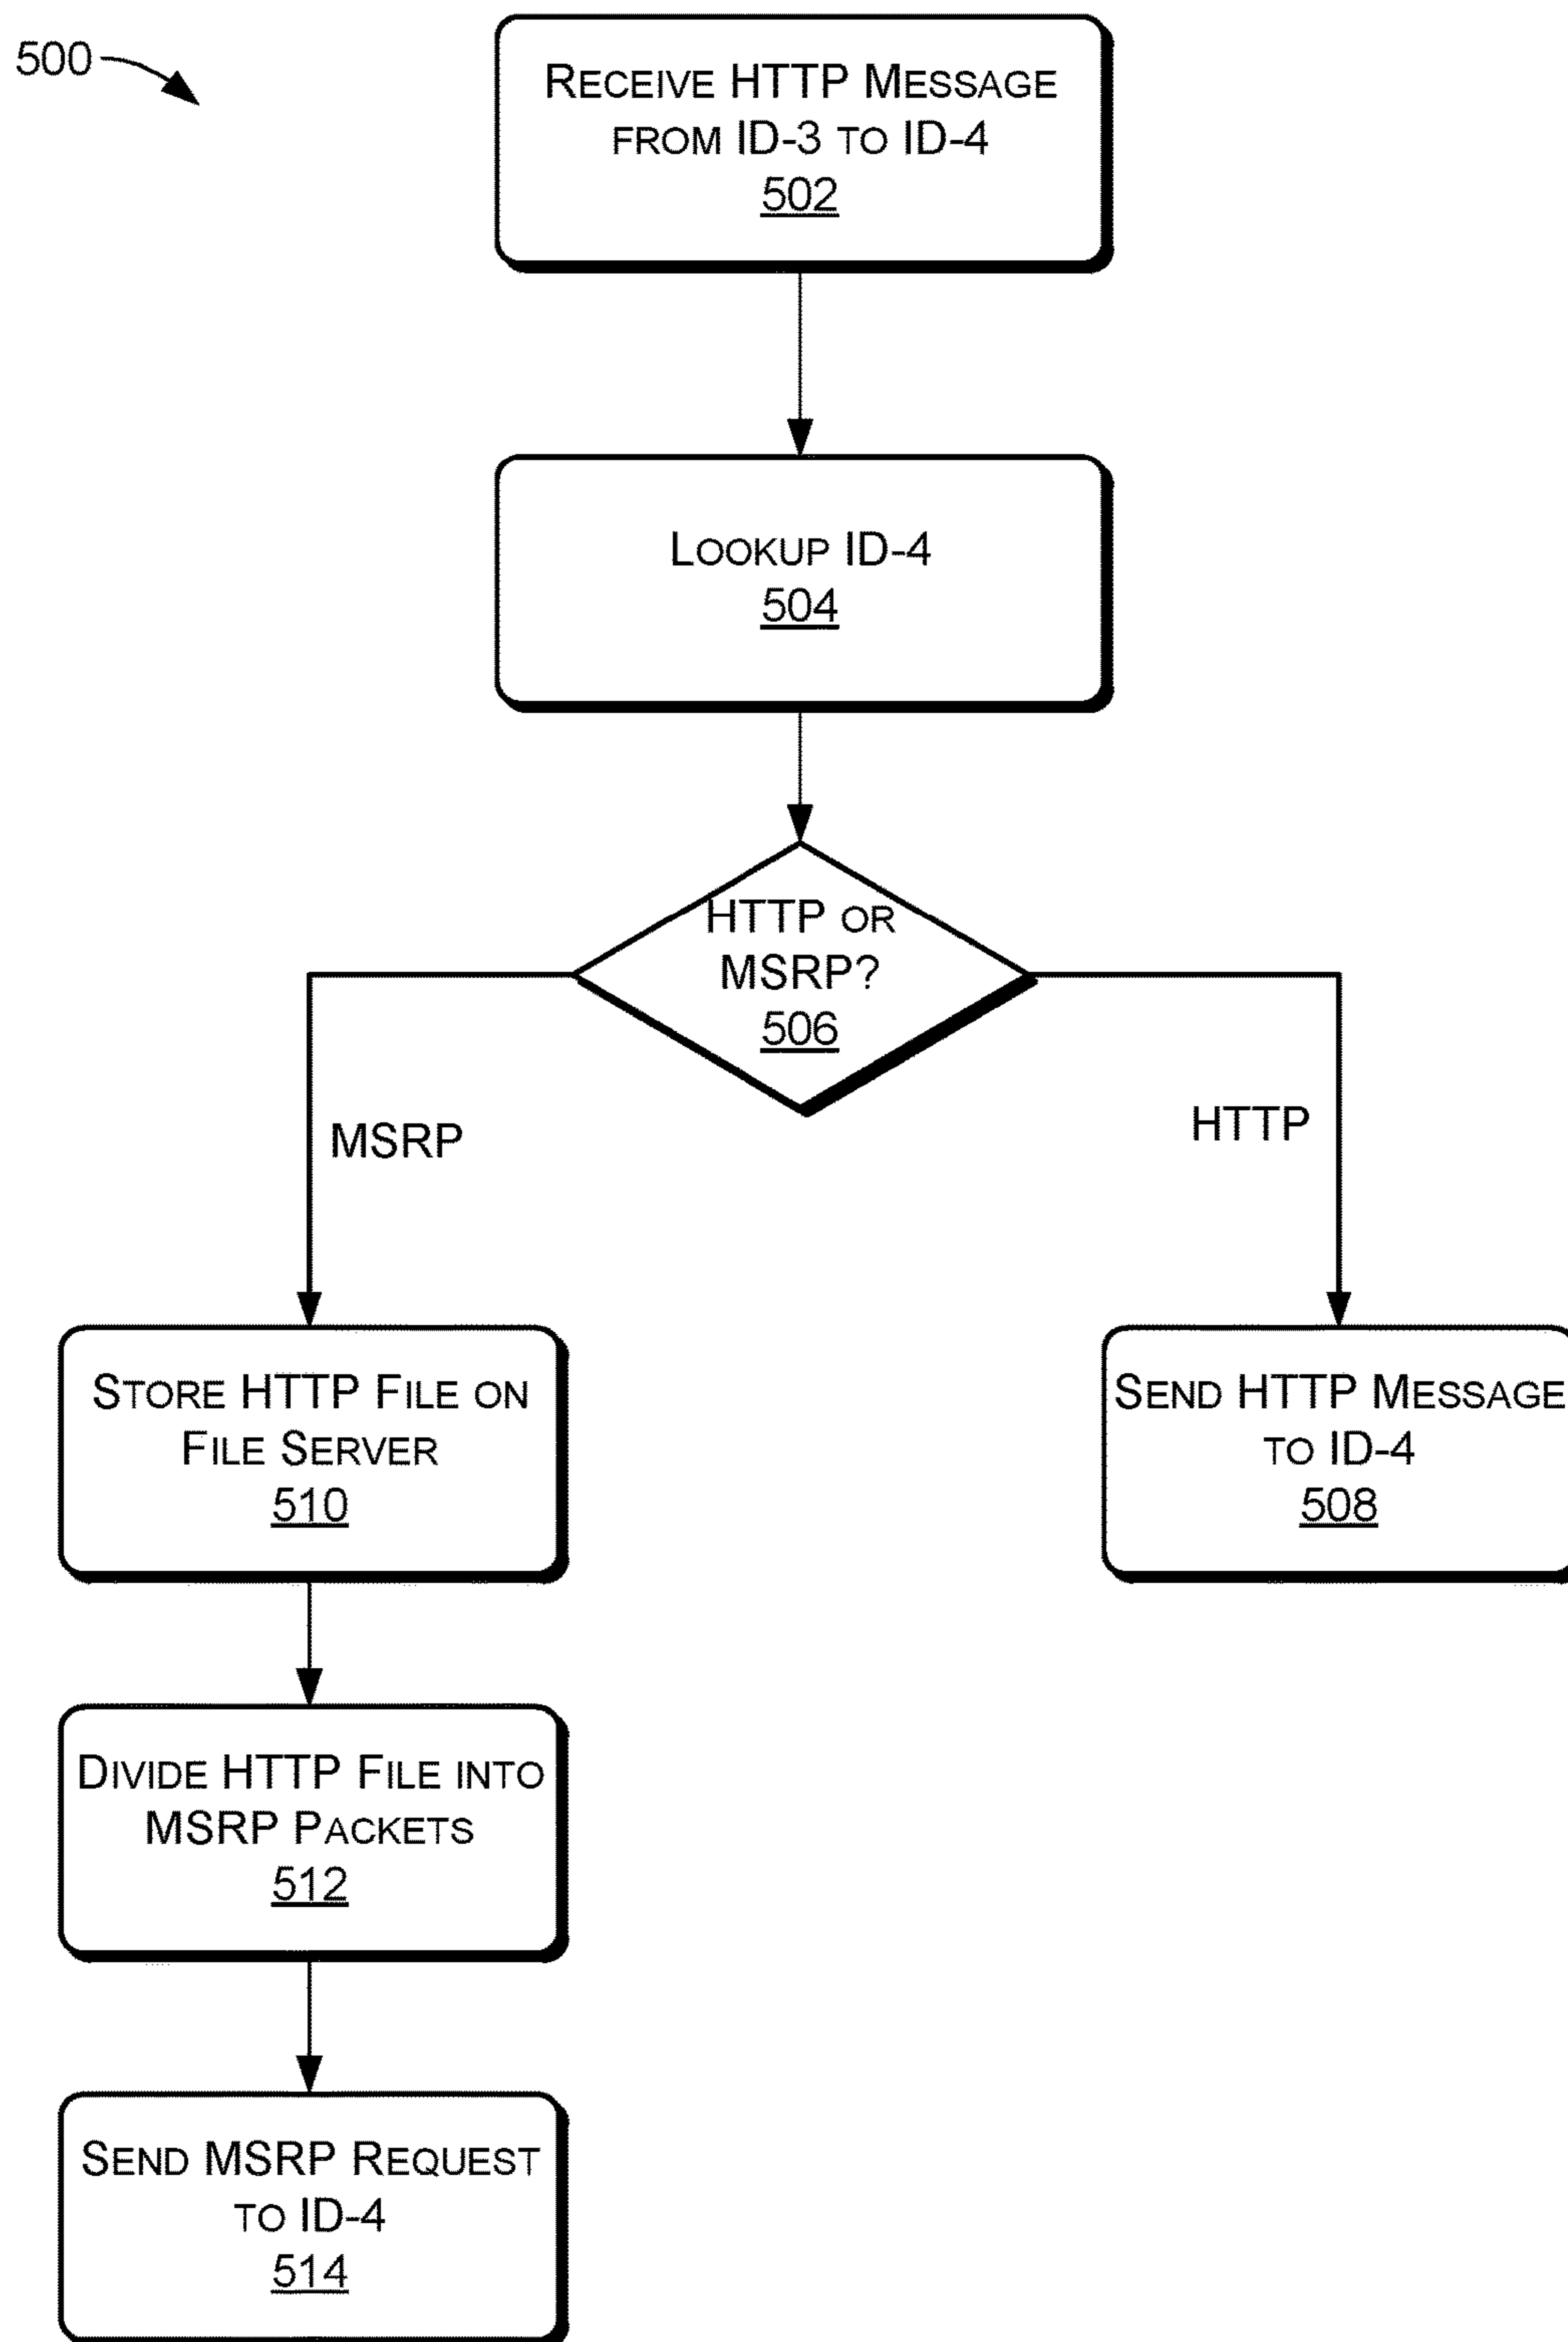 500
Receive HTTP Message
from ID-3 to ID-4
502
Lookup ID-4
504
HTTP or
MSRP?
506
MSRP
HTTP
Store HTTP File on
File Server
510
Send HTTP Message
to ID-4
508
Divide HTTP File into
MSRP Packets
512
Send MSRP Request
to ID-4
514